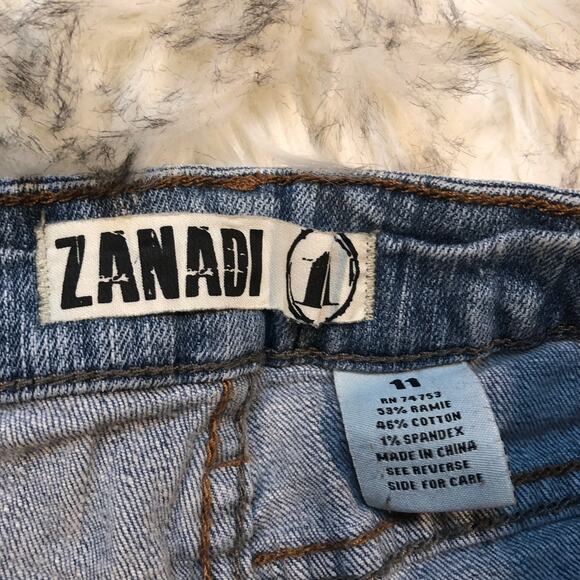 ZANADI
11
RN 74753
53% RAMIE
46% COTTON
1% SPANDEX
MADE IN CHINA
SEE REVERSE
SIDE FOR CARE